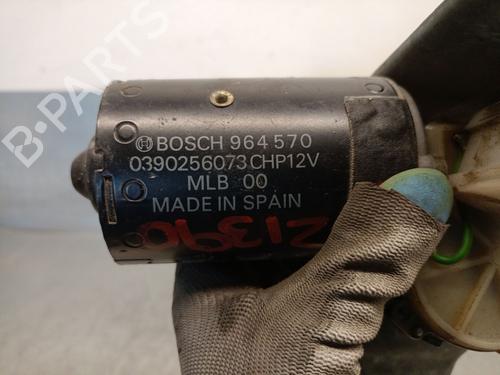 B-PARTS
BOSCH 964 570
0390256073 CHP12V
MLB 00
MADE IN SPAIN
21390